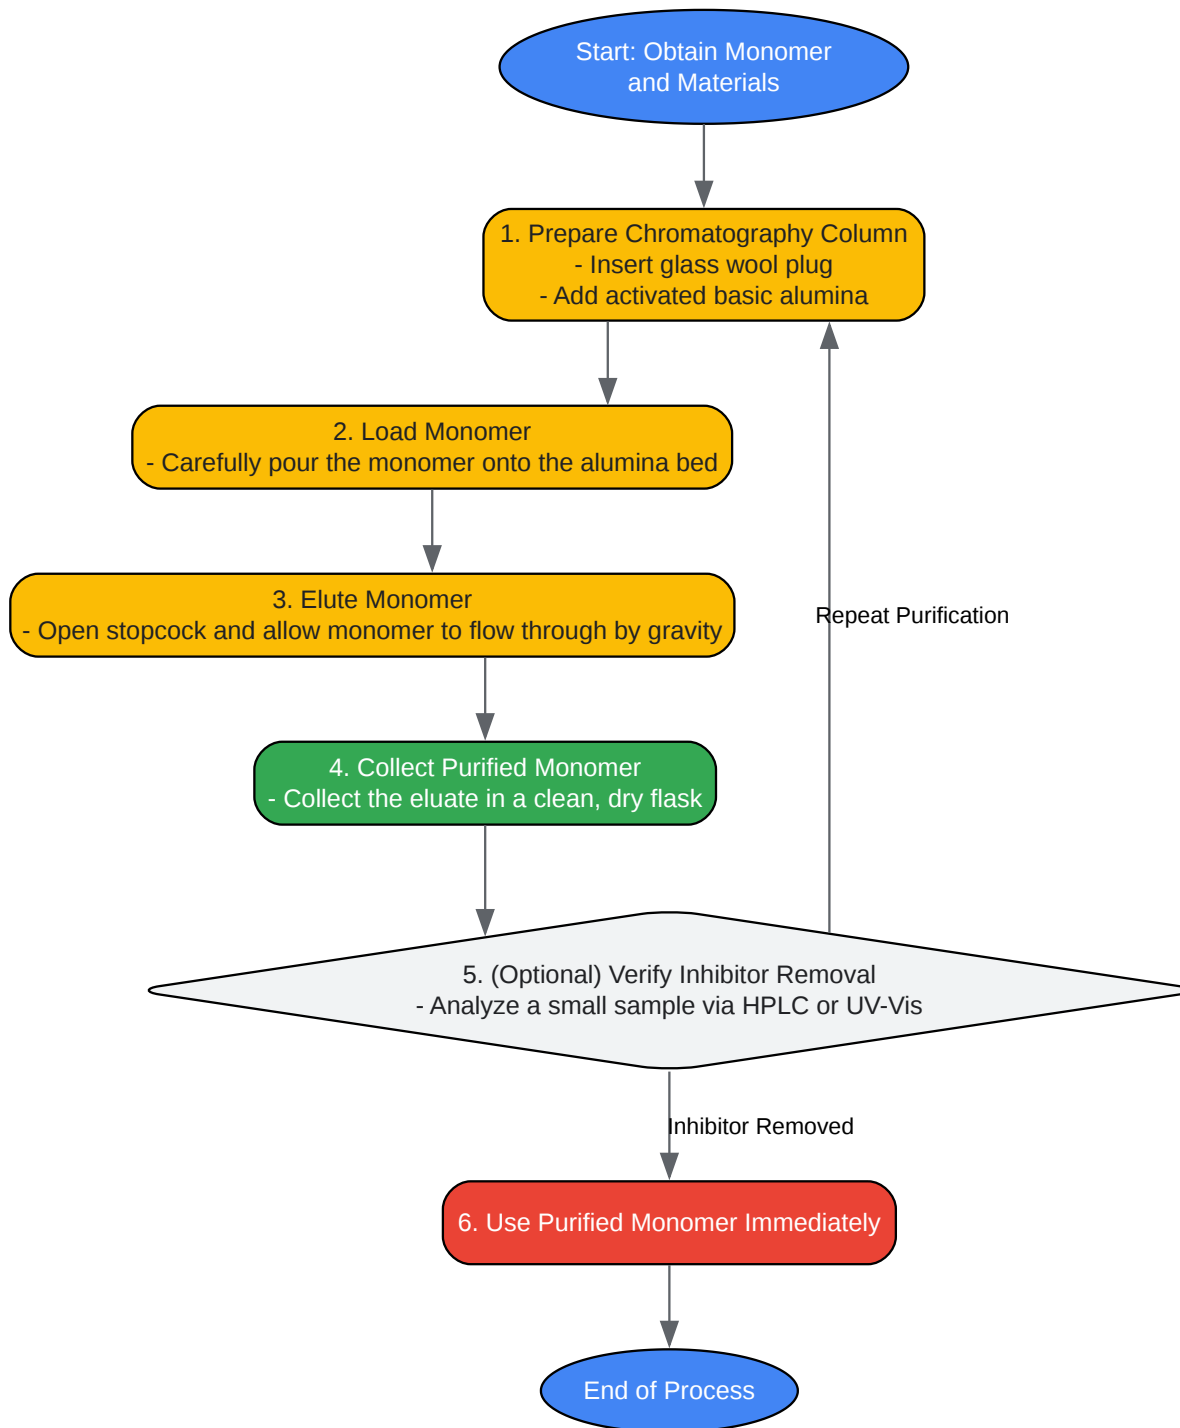 Start: Obtain Monomer
and Materials
1. Prepare Chromatography Column
- Insert glass wool plug
- Add activated basic alumina
2. Load Monomer
- Carefully pour the monomer onto the alumina bed
3. Elute Monomer
- Open stopcock and allow monomer to flow through by gravity
Repeat Purification
4. Collect Purified Monomer
- Collect the eluate in a clean, dry flask
5. (Optional) Verify Inhibitor Removal
- Analyze a small sample via HPLC or UV-Vis
Inhibitor Removed
6. Use Purified Monomer Immediately
End of Process